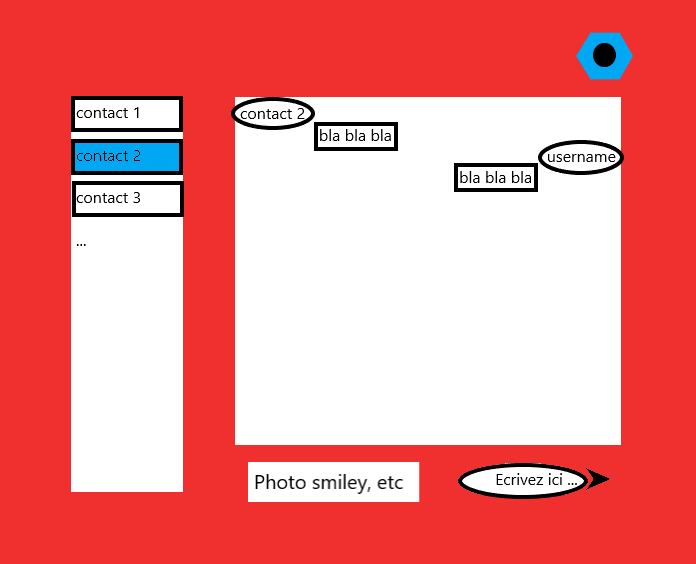 contact 1
contact 2
contact 3
...
contact 2
bla bla bla
username
bla bla bla
Photo smiley, etc
Ecrivez ici ...